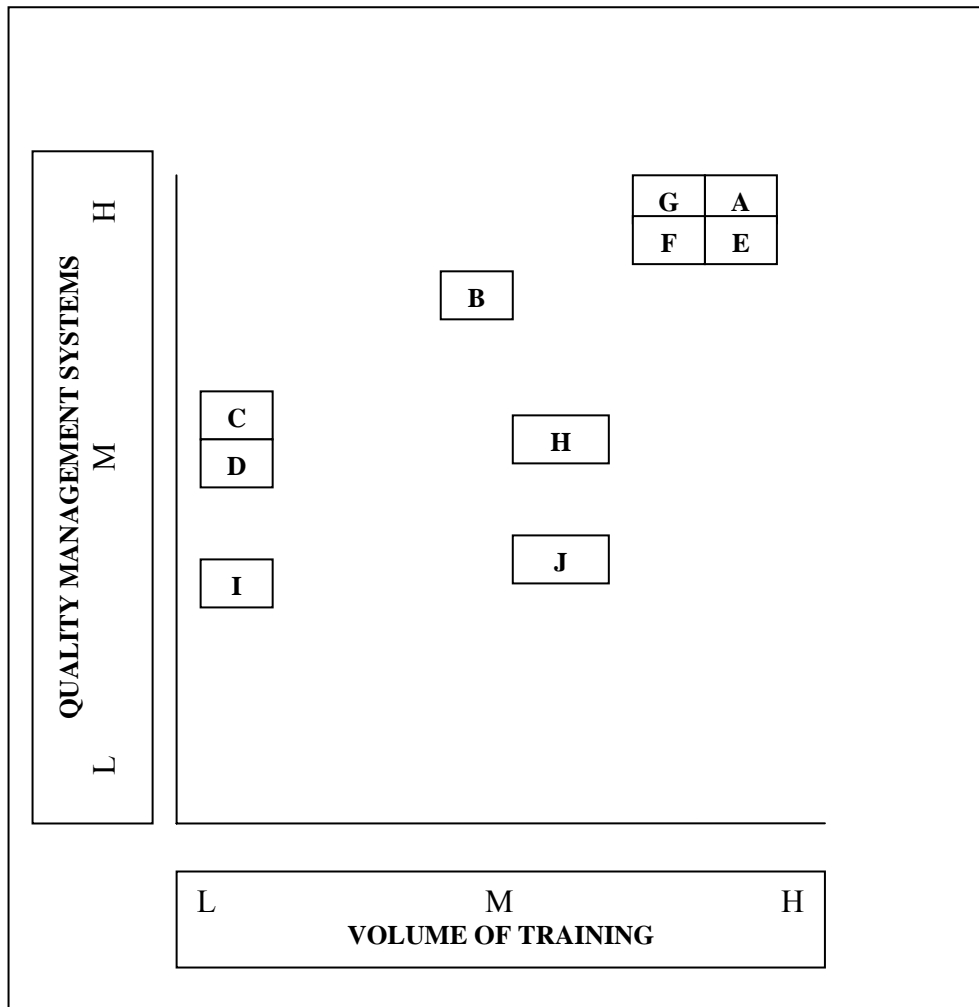 QUALITY MANAGEMENT SYSTEMS
H
M
L
G A
F E
B
C
H
D
J
I
L M H
VOLUME OF TRAINING